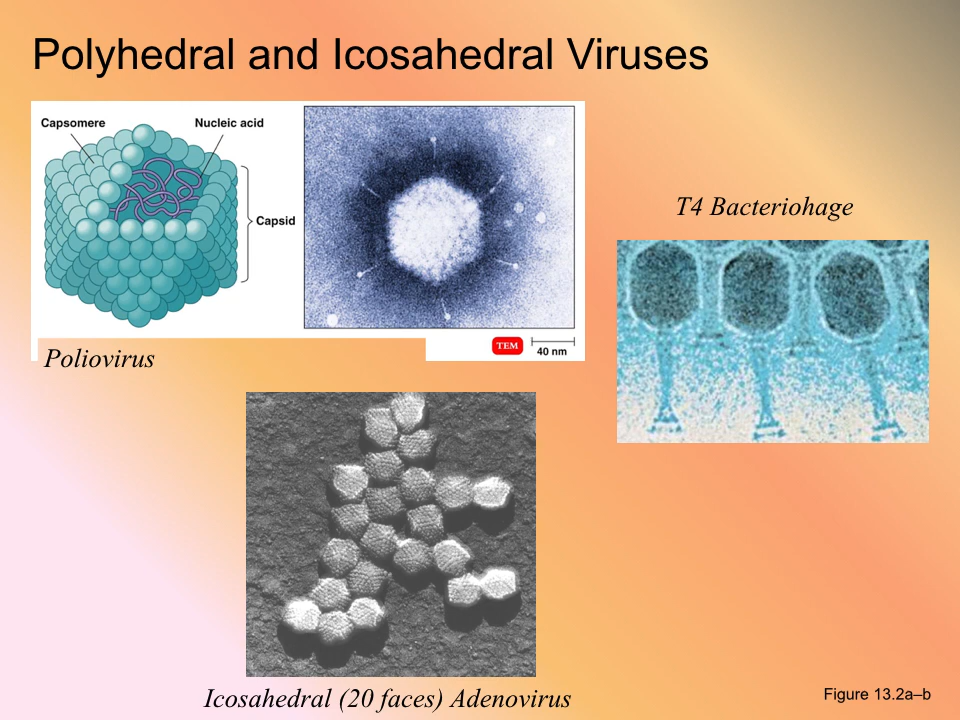 Polyhedral and Icosahedral Viruses
Capsomere
Nucleic acid
Capsid
TEM
40 nm
Poliovirus
T4 Bacteriohage
Icosahedral (20 faces) Adenovirus
Figure 13.2a–b